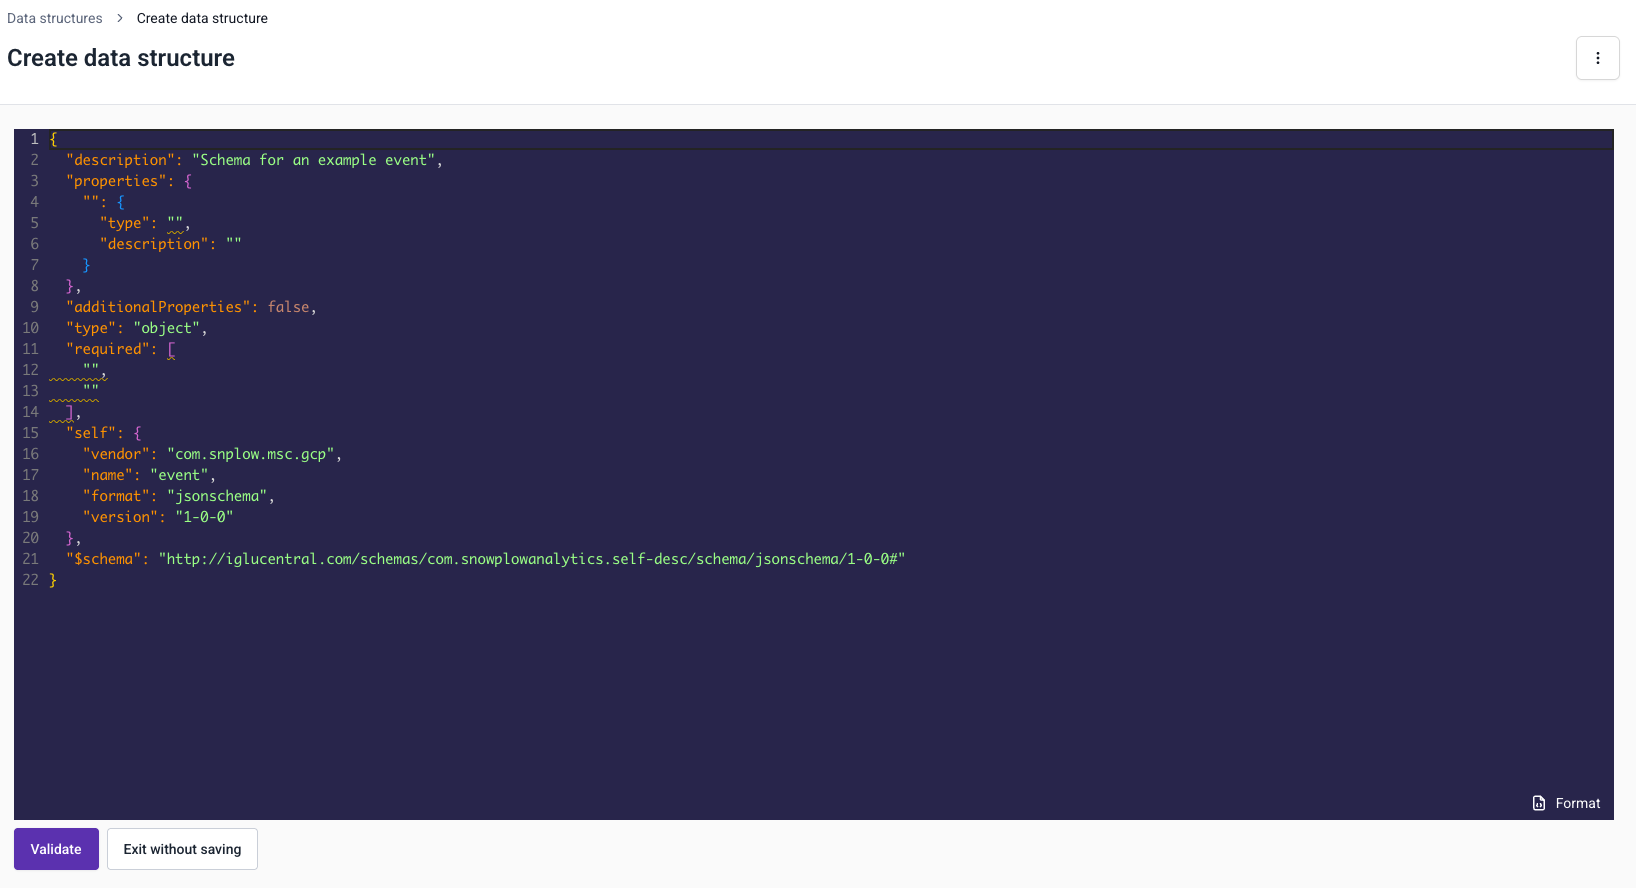 Data structures > Create data structure
Create data structure
1 {
2   "description": "Schema for an example event",
3   "properties": {
4     "": {
5       "type": "",
6       "description": ""
7     }
8   },
9   "additionalProperties": false,
10   "type": "object",
11   "required": [
12     "",
13     ""
14   ],
15   "self": {
16     "vendor": "com.snplow.msc.gcp",
17     "name": "event",
18     "format": "jsonschema",
19     "version": "1-0-0"
20   },
21   "$schema": "http://iglucentral.com/schemas/com.snowplowanalytics.self-desc/schema/jsonschema/1-0-0#"
22 }
Format
Validate Exit without saving